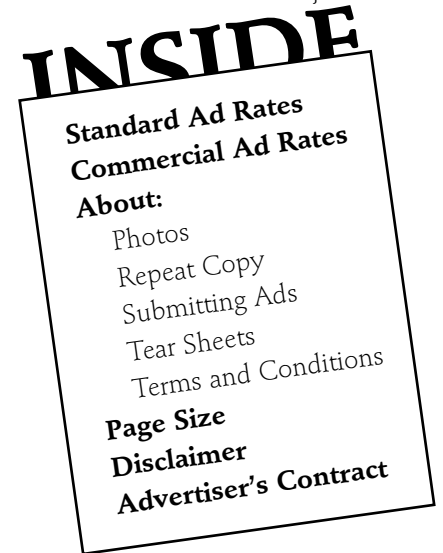 INSIDE
Standard Ad Rates
Commercial Ad Rates
About:
Photos
Repeat Copy
Submitting Ads
Tear Sheets
Terms and Conditions
Page Size
Disclaimer
Advertiser's Contract